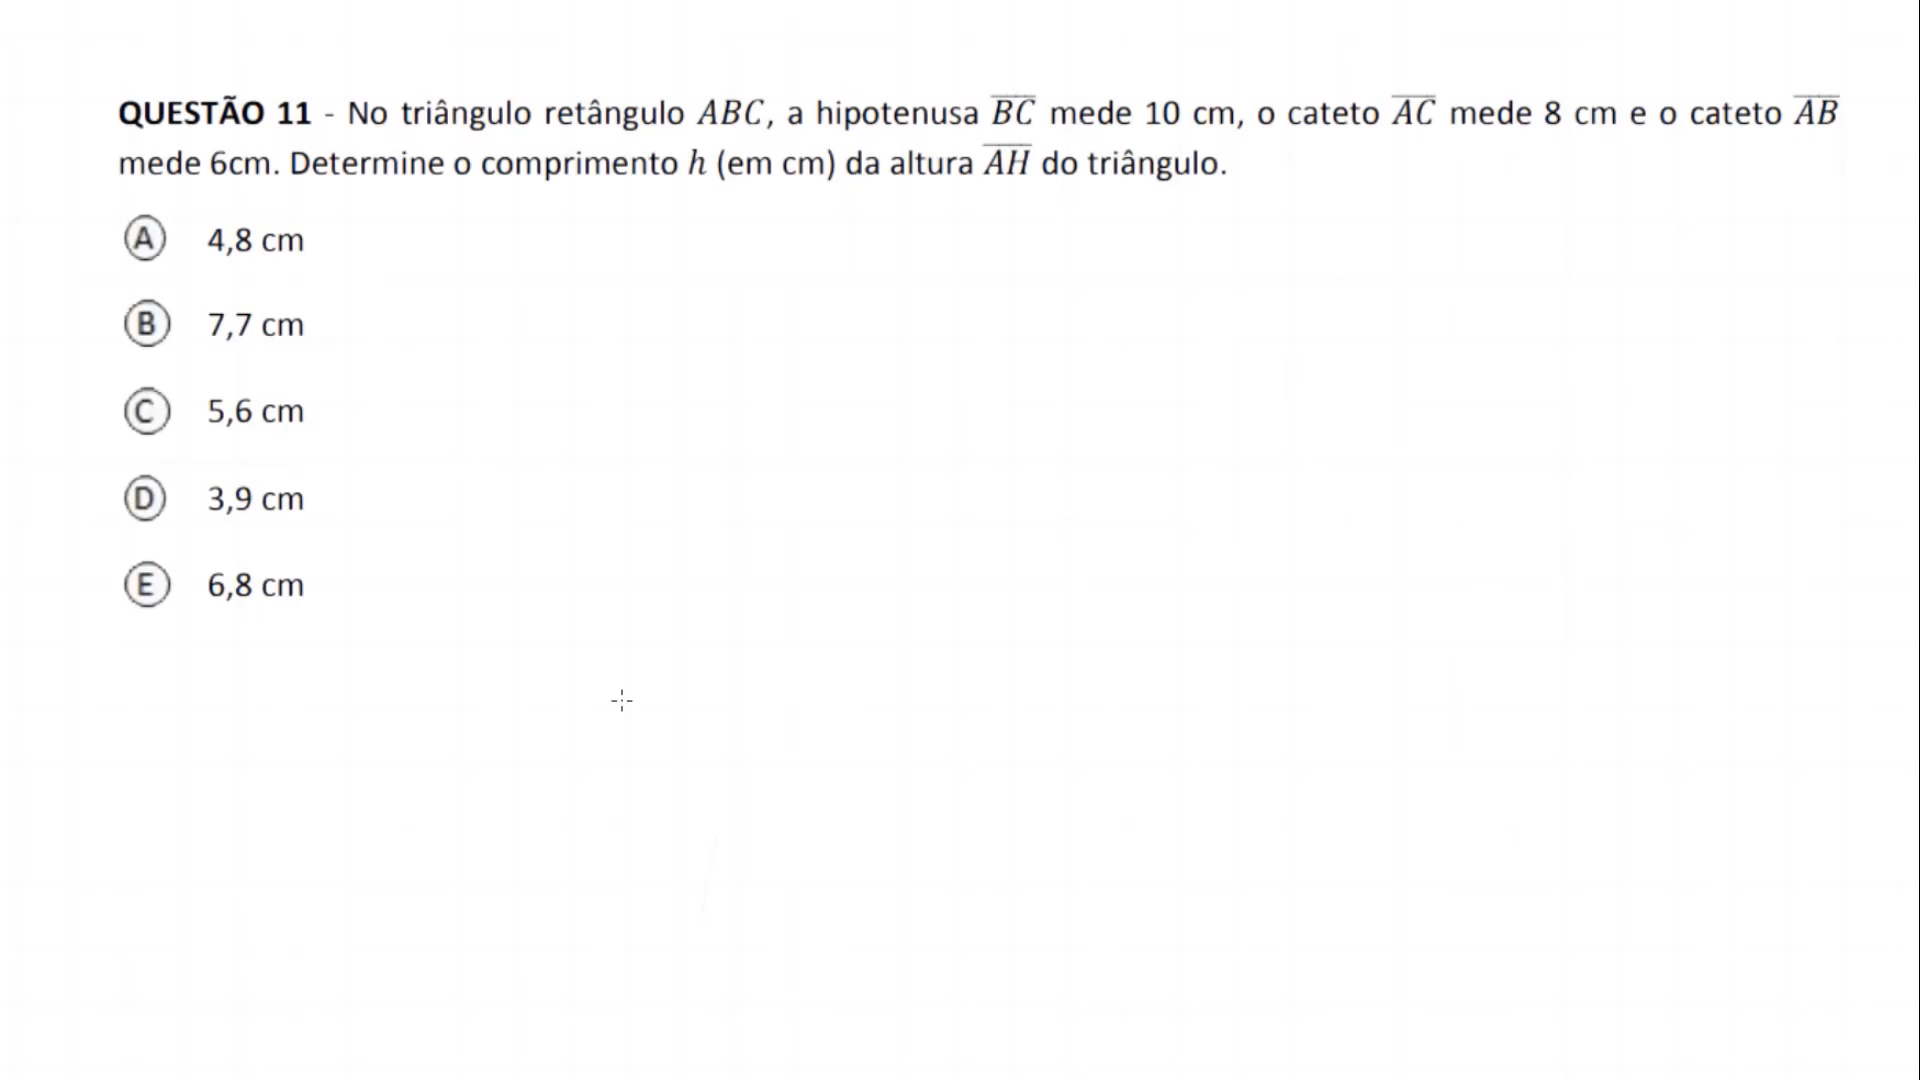 QUESTÃO 11 - No triângulo retângulo ABC, a hipotenusa BC mede 10 cm, o cateto AC mede 8 cm e o cateto AB
mede 6cm. Determine o comprimento h (em cm) da altura AH do triângulo.
A 4,8 cm
B 7,7 cm
C 5,6 cm
D 3,9 cm
E 6,8 cm